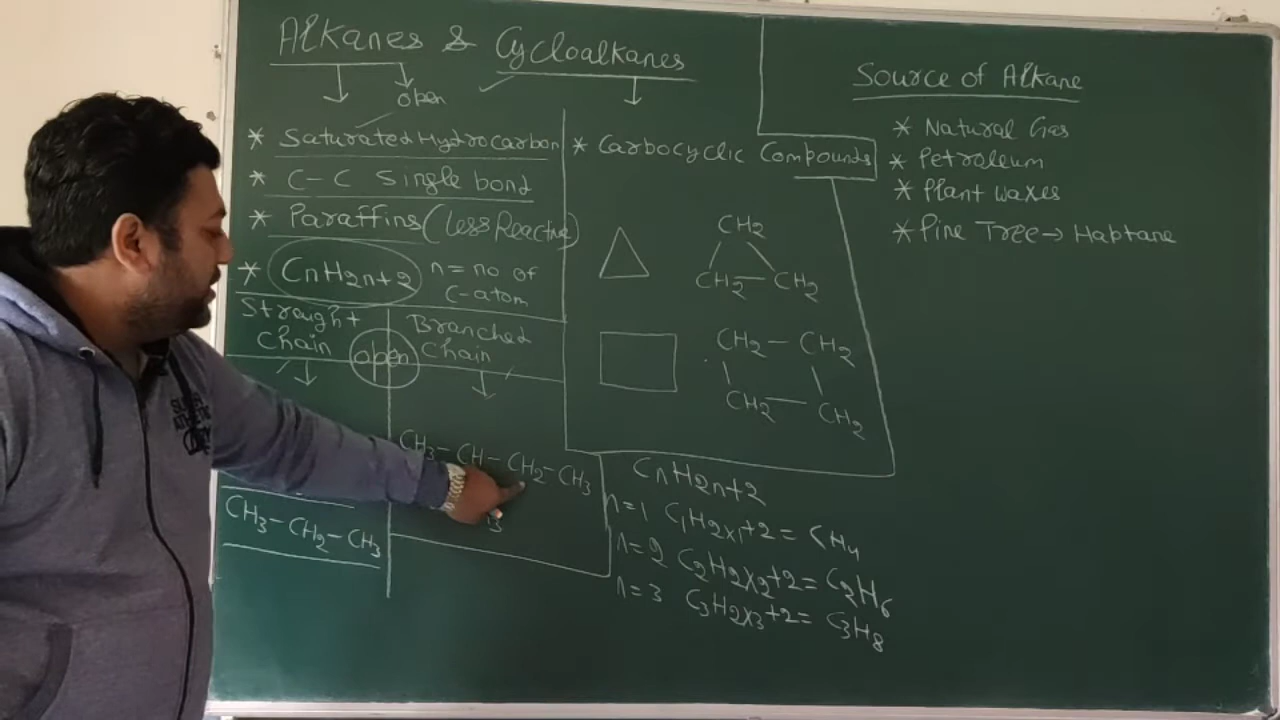 Alkanes & Cycloalkanes
open
* Saturated Hydrocarbon
* C-C Single bond
* Paraffins (Less Reactive)
* CnH2n+2 n = no of
C-atom
Straught
Chain
open
Branched
Chain
CH3-CH2-CH3
CH3-CH-CH2-CH3
3
* Carbocyclic Compounds
CH2
CH2-CH2
CH2-CH2
CH2-CH2
CnH2n+2
n=1 C1H2x1+2= CH4
n=2 C2H2x2+2= C2H6
n=3 C3H2x3+2= C3H8
Source of Alkane
* Natural Gas
* Petroleum
* Plant waxes
* Pine Tree→ Haptane